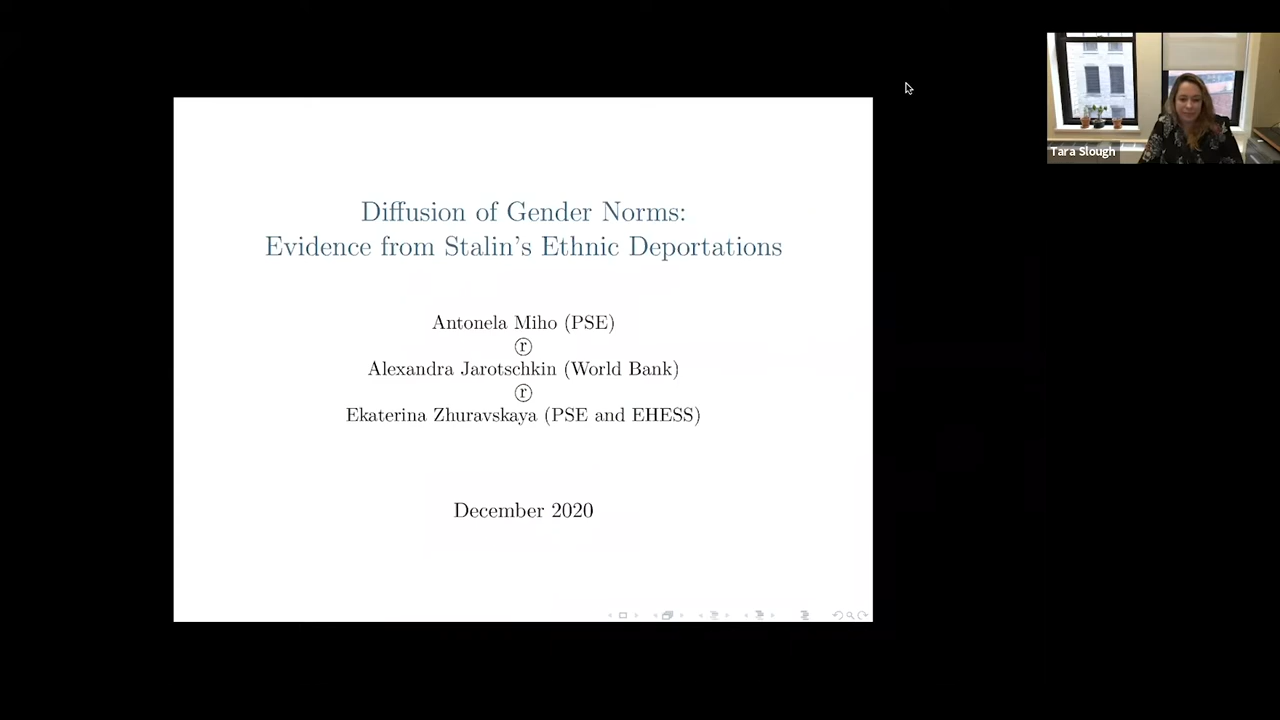 Diffusion of Gender Norms:
Evidence from Stalin's Ethnic Deportations
Antonela Miho (PSE)
ⓡ
Alexandra Jarotschkin (World Bank)
ⓡ
Ekaterina Zhuravskaya (PSE and EHESS)
December 2020
Tara Slough